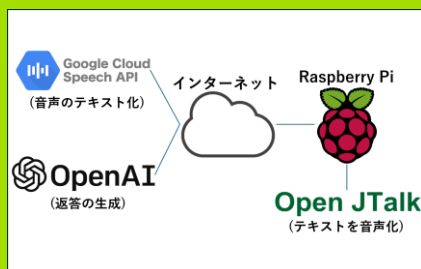 Google Cloud
Speech API
(音声のテキスト化)
インターネット
Raspberry Pi
OpenAI
(返答の生成)
Open JTalk
(テキストを音声化)